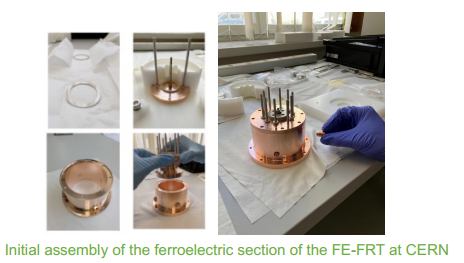 Initial assembly of the ferroelectric section of the FE-FRT at CERN